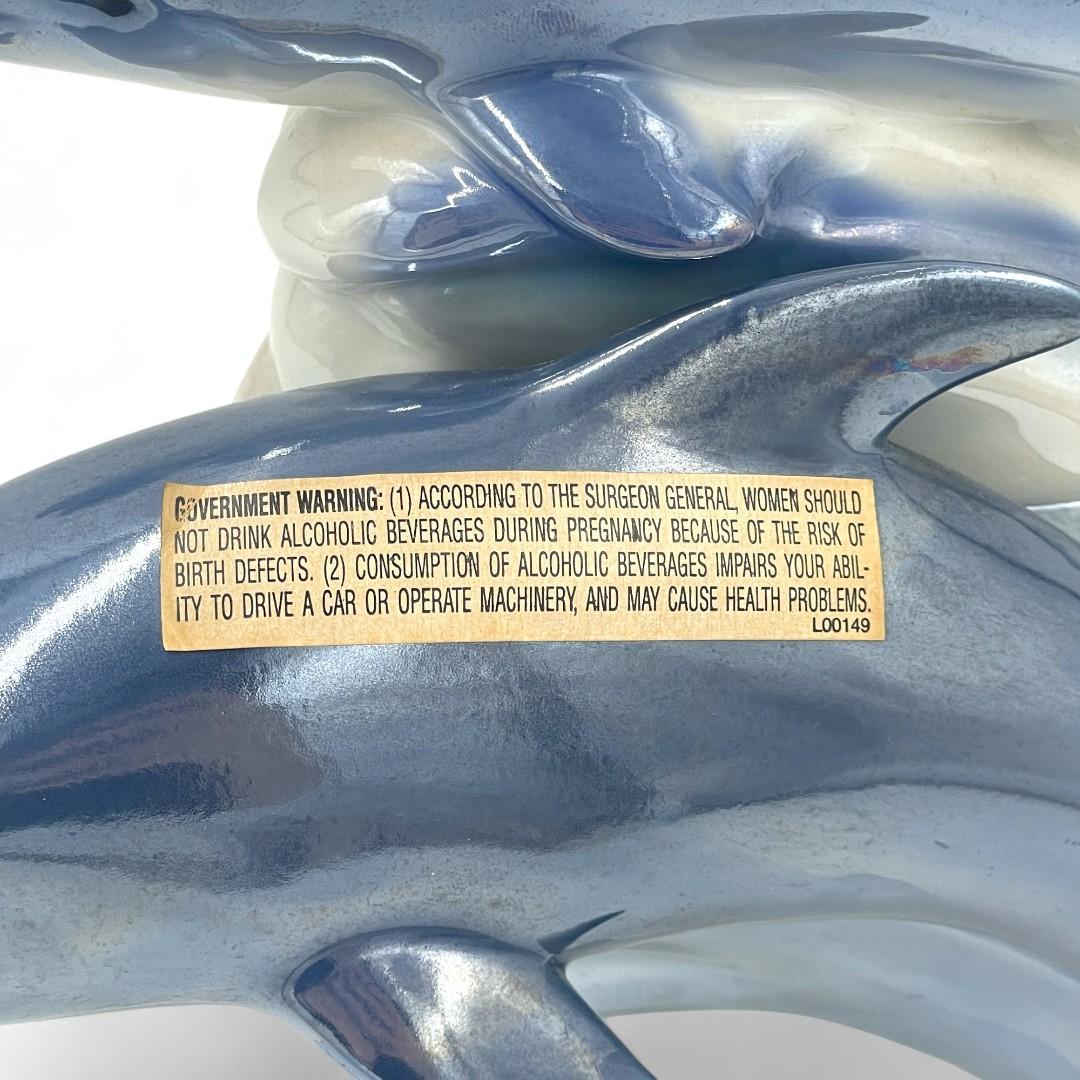 GOVERNMENT WARNING: (1) ACCORDING TO THE SURGEON GENERAL, WOMEN SHOULD
NOT DRINK ALCOHOLIC BEVERAGES DURING PREGNANCY BECAUSE OF THE RISK OF
BIRTH DEFECTS. (2) CONSUMPTION OF ALCOHOLIC BEVERAGES IMPAIRS YOUR ABIL-
ITY TO DRIVE A CAR OR OPERATE MACHINERY, AND MAY CAUSE HEALTH PROBLEMS.
L00149